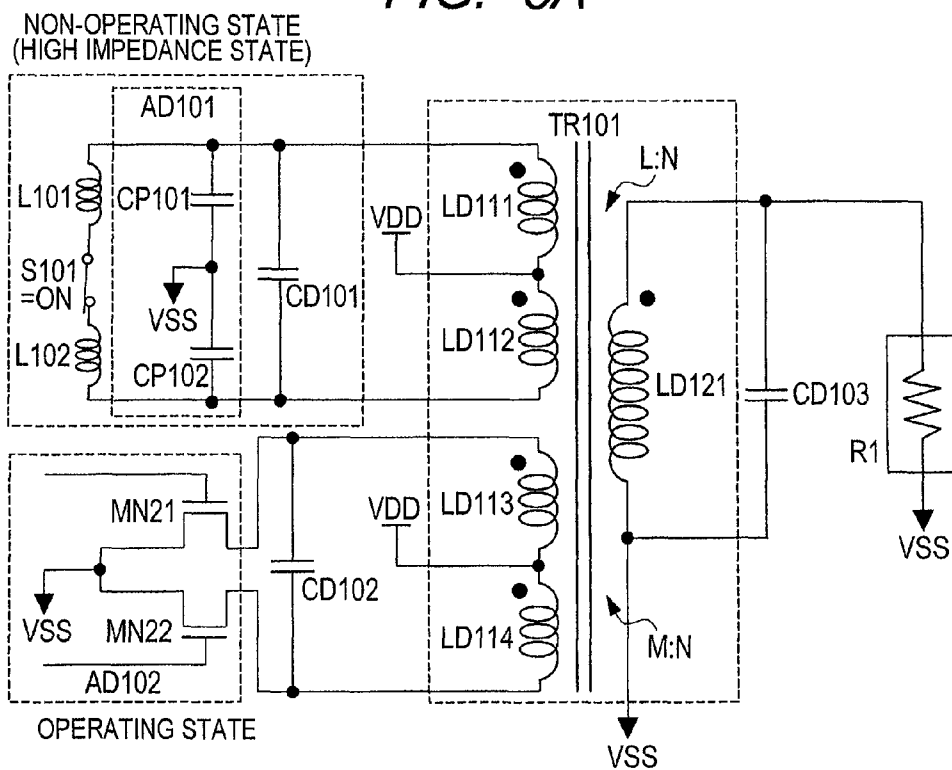 NON-OPERATING STATE
(HIGH IMPEDANCE STATE)
AD101
TR101
L:N
L101
CP101
VDD
LD111
S101
=ON
VSS
CD101
LD112
L102
CP102
LD121
CD103
R1
MN21
VDD
LD113
VSS
CD102
VSS
MN22
LD114
M:N
AD102
OPERATING STATE
VSS